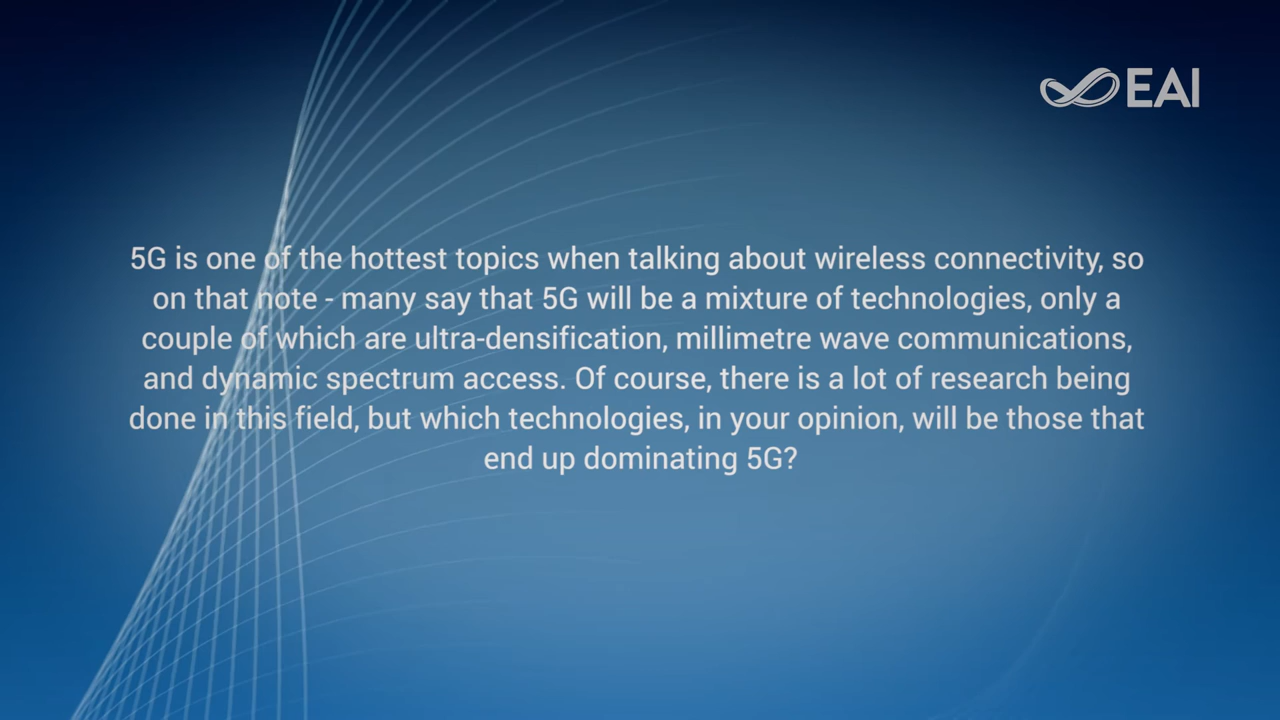 EAI
5G is one of the hottest topics when talking about wireless connectivity, so
on that note - many say that 5G will be a mixture of technologies, only a
couple of which are ultra-densification, millimetre wave communications,
and dynamic spectrum access. Of course, there is a lot of research being
done in this field, but which technologies, in your opinion, will be those that
end up dominating 5G?